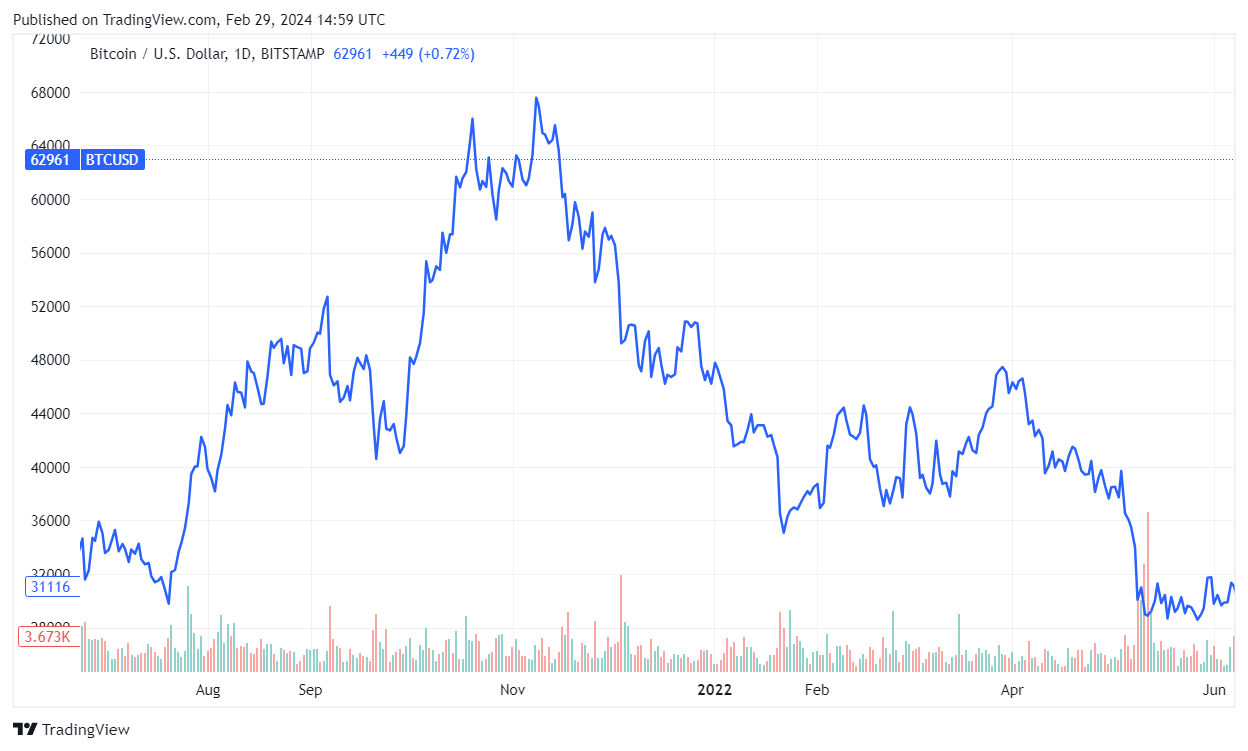 Published on TradingView.com, Feb 29, 2024 14:59 UTC
72000
Bitcoin / U.S. Dollar, 1D, BITSTAMP 62961 +449 (+0.72%)
68000
64000
62961 BTCUSD
60000
56000
52000
48000
44000
40000
36000
32000
31116
28000
3.673K
Aug Sep Nov 2022 Feb Apr Jun
TradingView